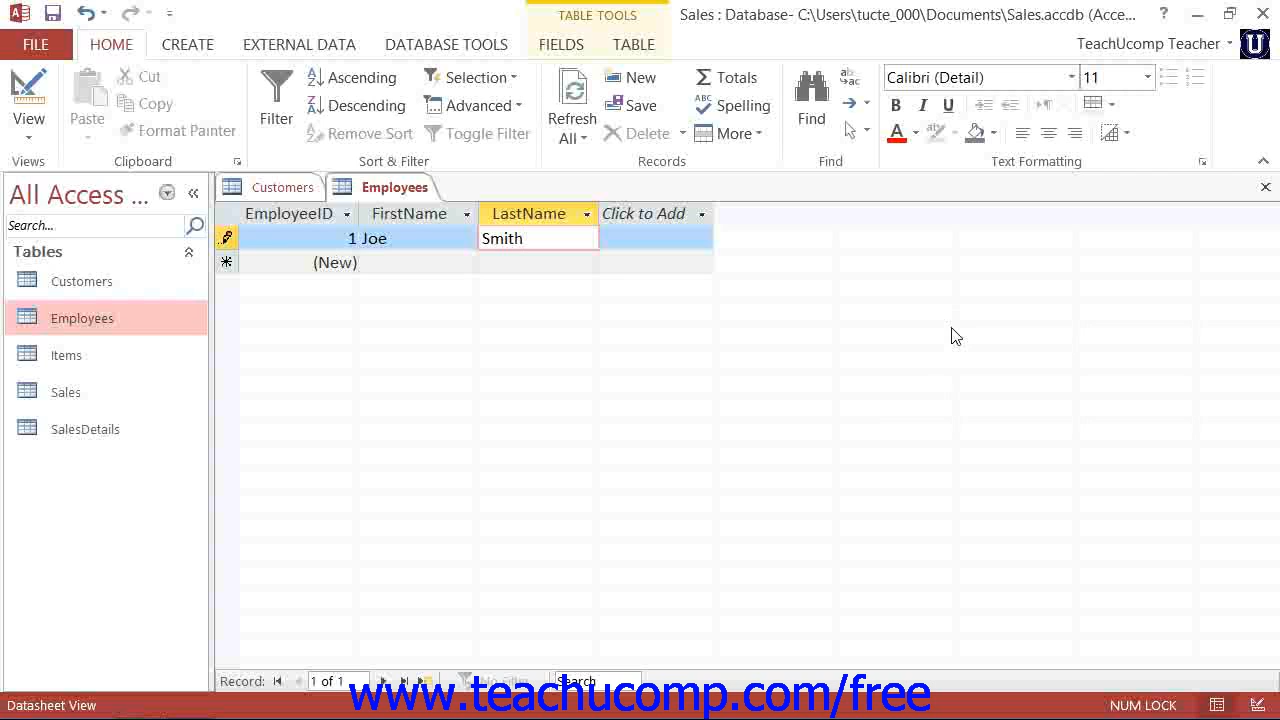 TABLE TOOLS
Sales : Database- C:\Users\tucte_000\Documents\Sales.accdb (Acce...
?
FILE HOME CREATE EXTERNAL DATA DATABASE TOOLS FIELDS TABLE TeachUcomp Teacher
View
Views
Paste
Cut
Copy
Format Painter
Clipboard
Filter
Ascending
Descending
Remove Sort
Selection
Advanced
Toggle Filter
Sort & Filter
Refresh
All
New
Save
Delete
Totals
Spelling
More
Records
Find
Find
Calibri (Detail) 11
B I U
A
Text Formatting
All Access ...
Search...
Tables
Customers
Employees
Items
Sales
SalesDetails
Customers Employees
EmployeeID FirstName LastName Click to Add
1 Joe Smith
(New)
Record: 1 of 1 No Filter Search
www.teachucomp.com/free
Datasheet View NUM LOCK